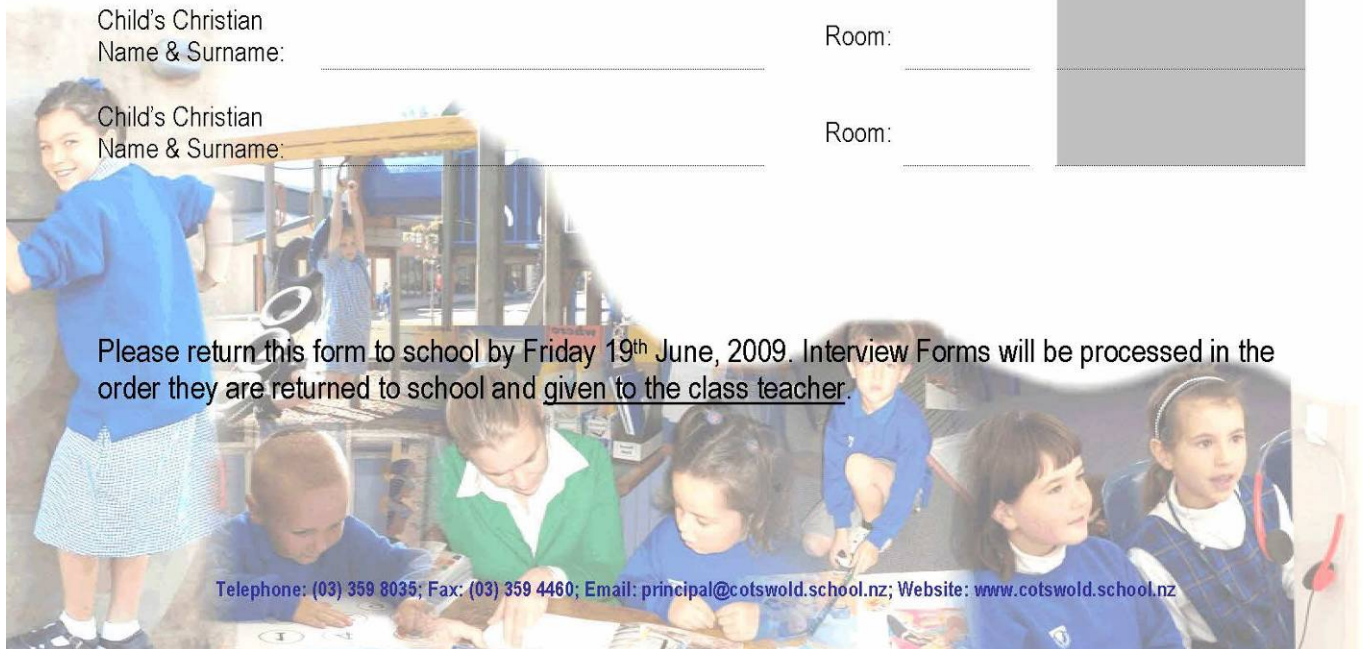 Child's Christian
Name & Surname:
Room:
Child's Christian
Name & Surname:
Room:
Please return this form to school by Friday 19th June, 2009. Interview Forms will be processed in the
order they are returned to school and given to the class teacher.
Telephone: (03) 359 8035; Fax: (03) 359 4460; Email: principal@cotswold.school.nz; Website: www.cotswold.school.nz